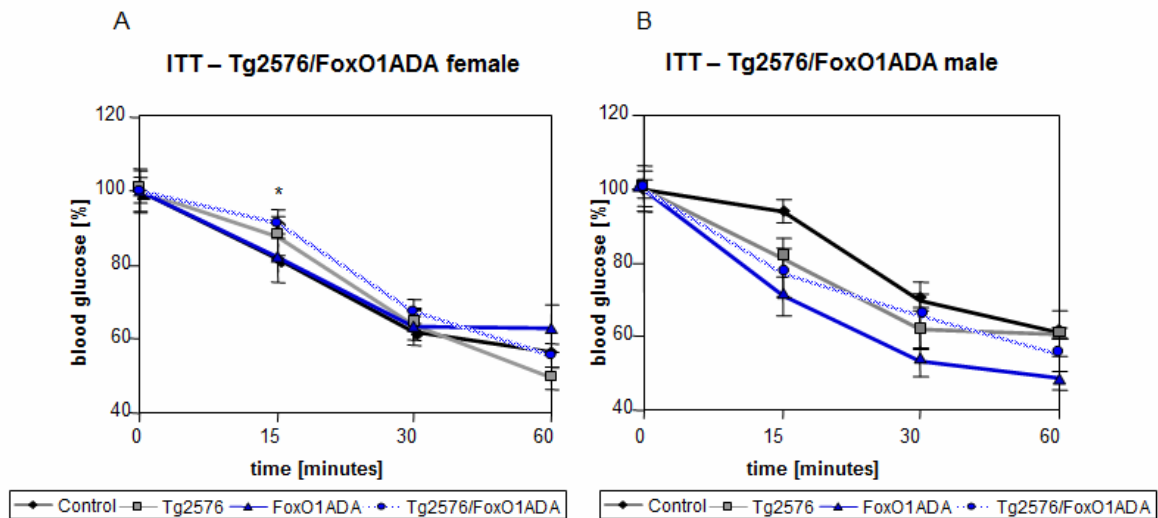 A
ITT – Tg2576/FoxO1ADA female
120
100
80
60
40
blood glucose [%]
*
0 15 30 60
time [minutes]
Control Tg2576 FoxO1ADA Tg2576/FoxO1ADA
B
ITT – Tg2576/FoxO1ADA male
120
100
80
60
40
blood glucose [%]
0 15 30 60
time [minutes]
Control Tg2576 FoxO1ADA Tg2576/FoxO1ADA